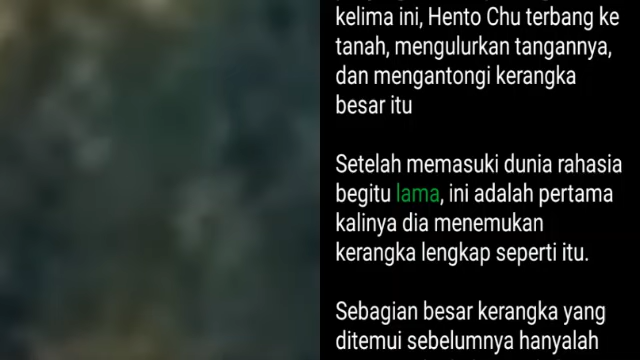 kelima ini, Hento Chu terbang ke
tanah, mengulurkan tangannya,
dan mengantongi kerangka
besar itu
Setelah memasuki dunia rahasia
begitu lama, ini adalah pertama
kalinya dia menemukan
kerangka lengkap seperti itu.
Sebagian besar kerangka yang
ditemui sebelumnya hanyalah